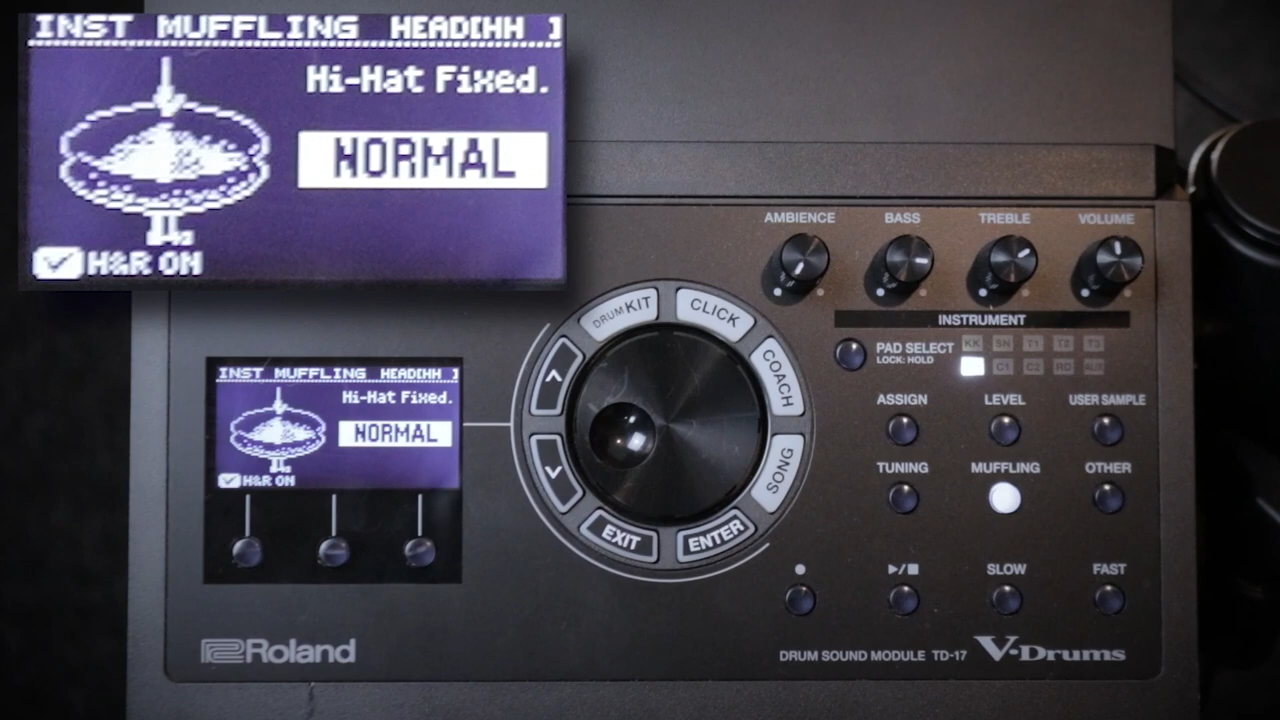 INST MUFFLING HEAD[HH ]
Hi-Hat Fixed.
NORMAL
H&R ON
AMBIENCE BASS TREBLE VOLUME
INSTRUMENT
PAD SELECT
LOCK: HOLD
KK SN T1 T2 T3
C1 C2 RD AUX
ASSIGN LEVEL USER SAMPLE
TUNING MUFFLING OTHER
SLOW FAST
DRUM KIT
CLICK
COACH
SONG
ENTER
EXIT
INST MUFFLING HEAD[HH ]
Hi-Hat Fixed.
NORMAL
H&R ON
Roland
DRUM SOUND MODULE TD-17 V-Drums